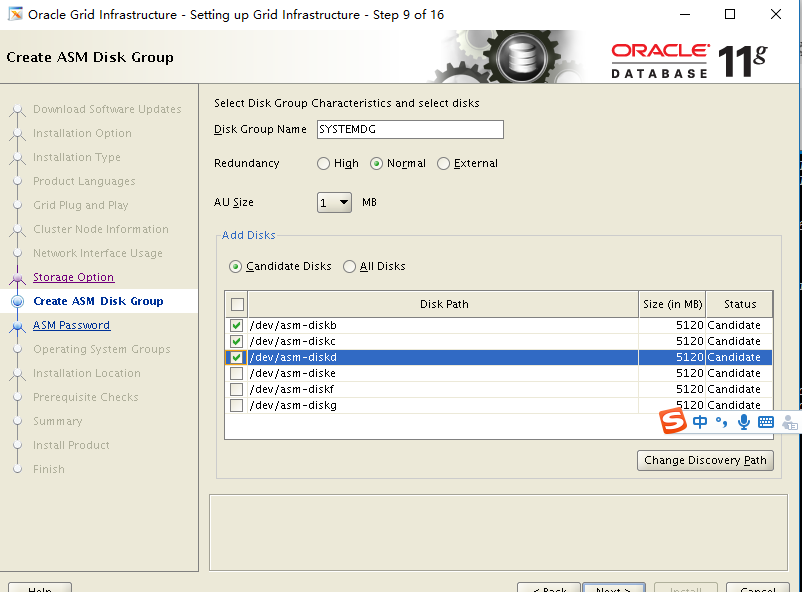 Oracle Grid Infrastructure - Setting up Grid Infrastructure - Step 9 of 16
Create ASM Disk Group
ORACLE
DATABASE
11g
Download Software Updates
Installation Option
Installation Type
Product Languages
Grid Plug and Play
Cluster Node Information
Network Interface Usage
Storage Option
Create ASM Disk Group
ASM Password
Operating System Groups
Installation Location
Prerequisite Checks
Summary
Install Product
Finish
Select Disk Group Characteristics and select disks
Disk Group Name SYSTEMDG
Redundancy High Normal External
AU Size 1 MB
Add Disks
Candidate Disks All Disks
Disk Path Size (in MB) Status
/dev/asm-diskb 5120 Candidate
/dev/asm-diskc 5120 Candidate
/dev/asm-diskd 5120 Candidate
/dev/asm-diske 5120 Candidate
/dev/asm-diskf 5120 Candidate
/dev/asm-diskg 5120 Candidate
S 中
Change Discovery Path
Help < Back Next > Install Cancel